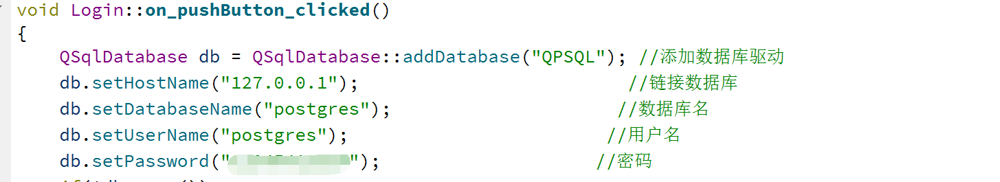 void Login::on_pushButton_clicked()
{
QSqlDatabase db = QSqlDatabase::addDatabase("QPSQL"); //添加数据库驱动
db.setHostName("127.0.0.1"); //链接数据库
db.setDatabaseName("postgres"); //数据库名
db.setUserName("postgres"); //用户名
db.setPassword(" "); //密码